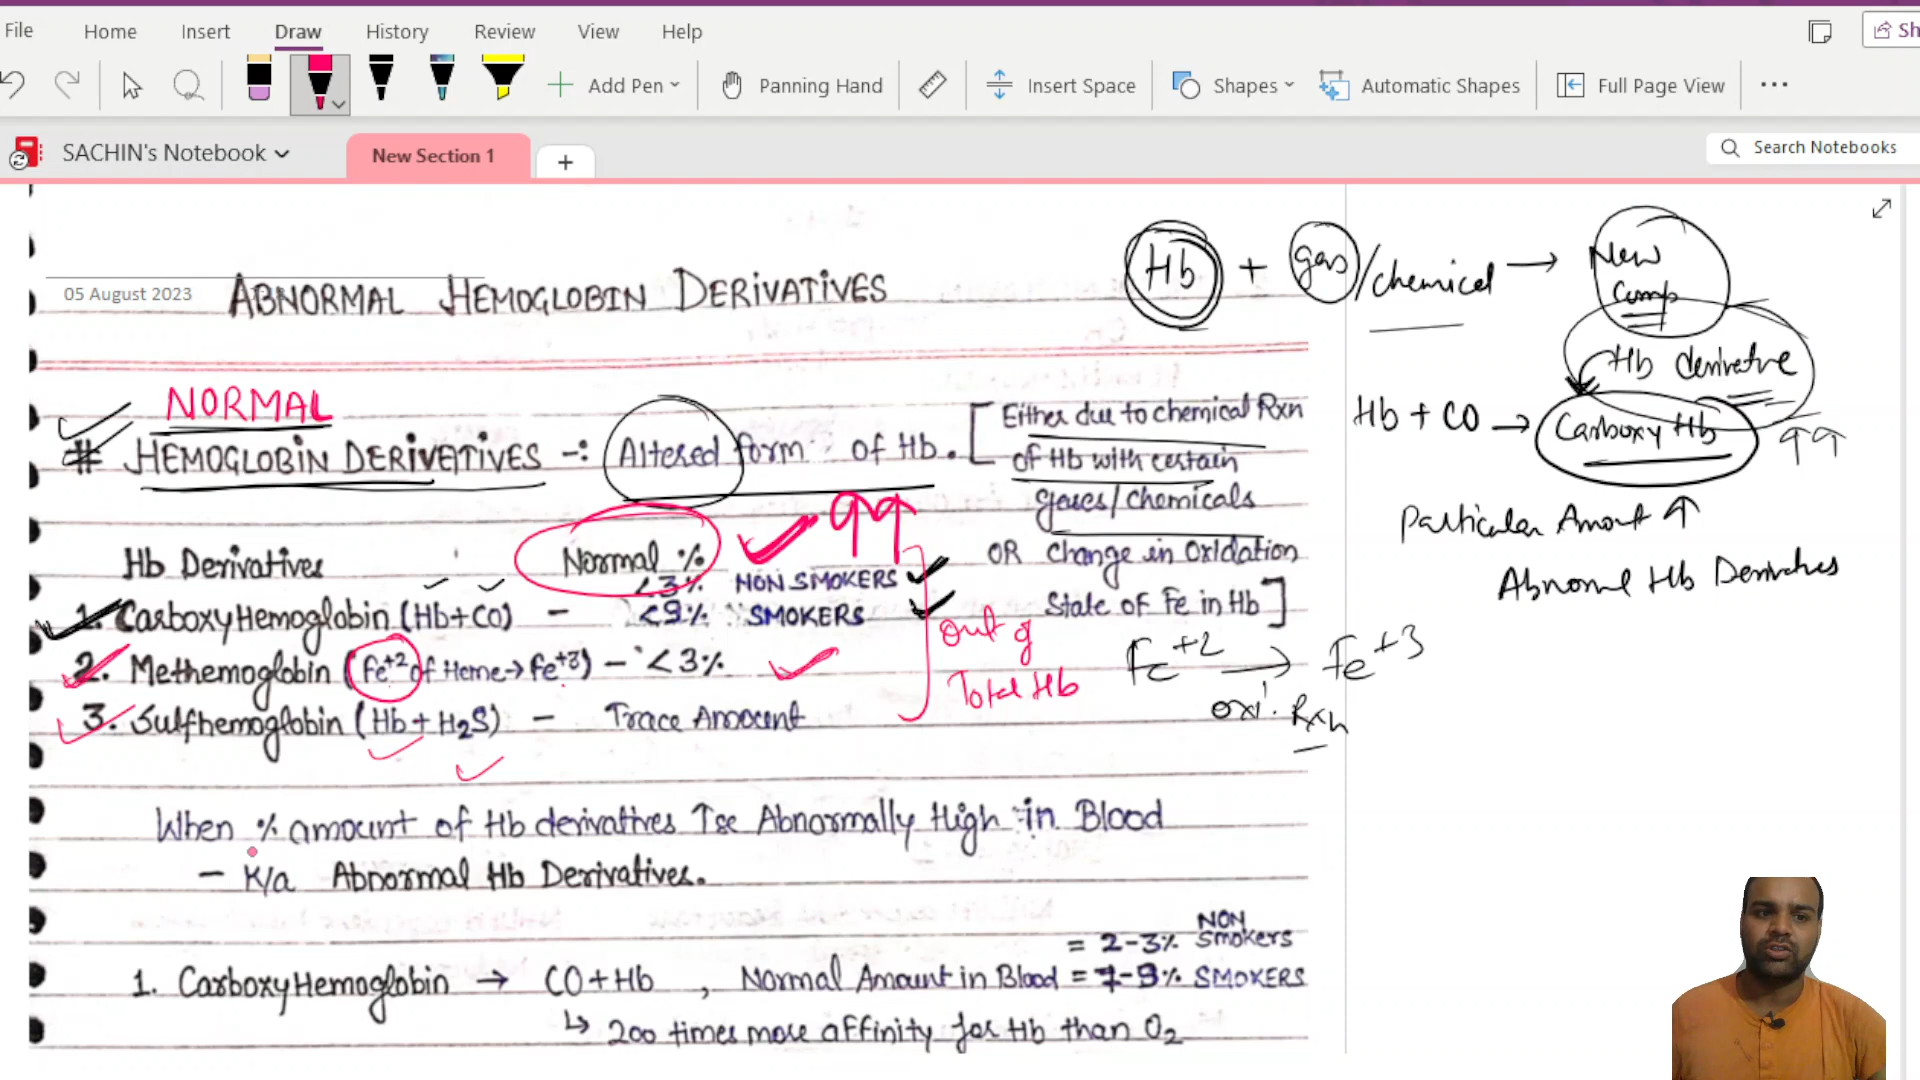 File Home Insert Draw History Review View Help Sh
Add Pen Panning Hand Insert Space Shapes Automatic Shapes Full Page View
SACHIN's Notebook New Section 1 + Search Notebooks
05 August 2023
ABNORMAL HEMOGLOBIN DERIVATIVES
NORMAL
# HEMOGLOBIN DERIVATIVES -: Altered form of Hb. [Either due to chemical Rxn
of Hb with certain
gases/chemicals
OR Change in Oxidation
State of Fe in Hb]
Hb Derivatives Normal %
<3% NON SMOKERS
1. CarboxyHemoglobin (Hb+CO) - <9% SMOKERS
2. Methemoglobin (Fe+2 of Heme→Fe+3) - <3%
3. Sulfhemoglobin (Hb+H2S) - Trace Amount
↑↑
out of
Total Hb
When % amount of Hb derivatives ↑se Abnormally High in Blood
- K/a Abnormal Hb Derivatives.
= 2-3% NON Smokers
1. CarboxyHemoglobin → CO+Hb , Normal Amount in Blood = 7-9% SMOKERS
↳ 200 times more affinity for Hb than O2
Hb + gas/chemical → New
Comp
Hb derivative
Hb + CO → Carboxy Hb ↑↑
Particular Amount ↑
Abnormal Hb Derivatives
Fe+2 → Fe+3
oxi. Rxn